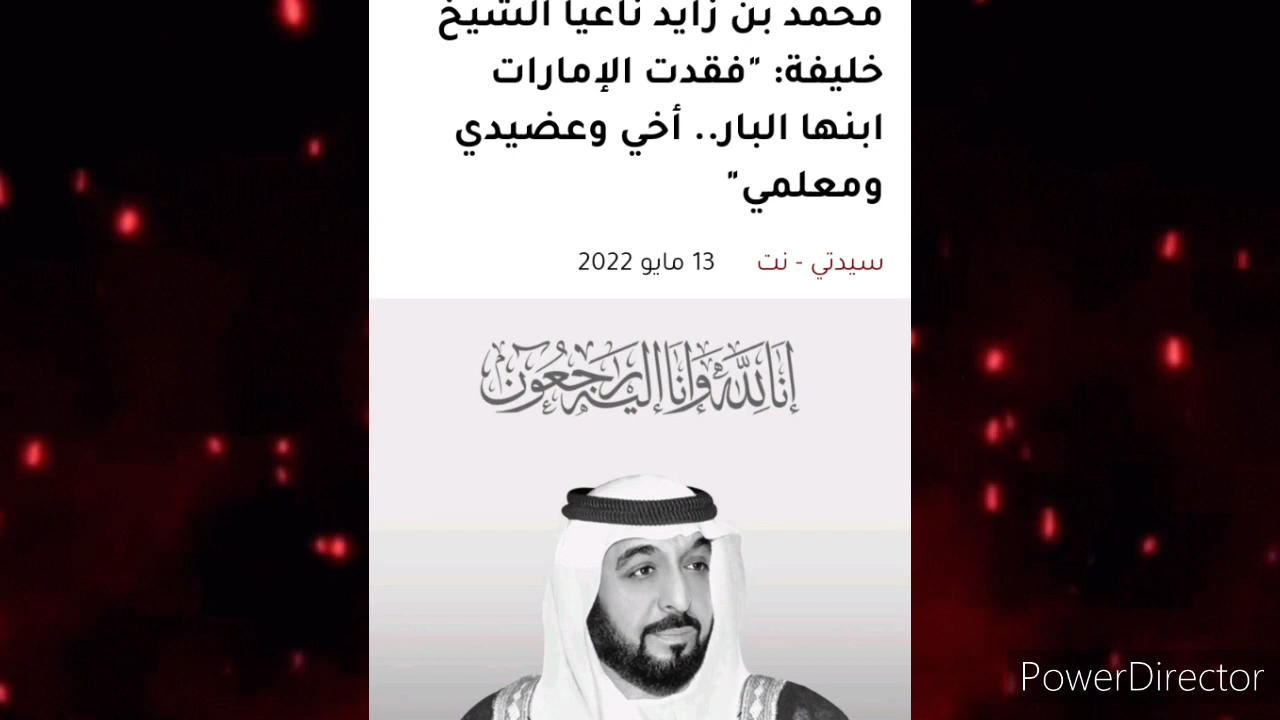 محمد بن زايد ناعياً الشيخ
خليفة: "فقدت الإمارات
ابنها البار.. أخي وعضيدي
ومعلمي"
سيدتي - نت 13 مايو 2022
إنا لله وإنا إليه راجعون
PowerDirector